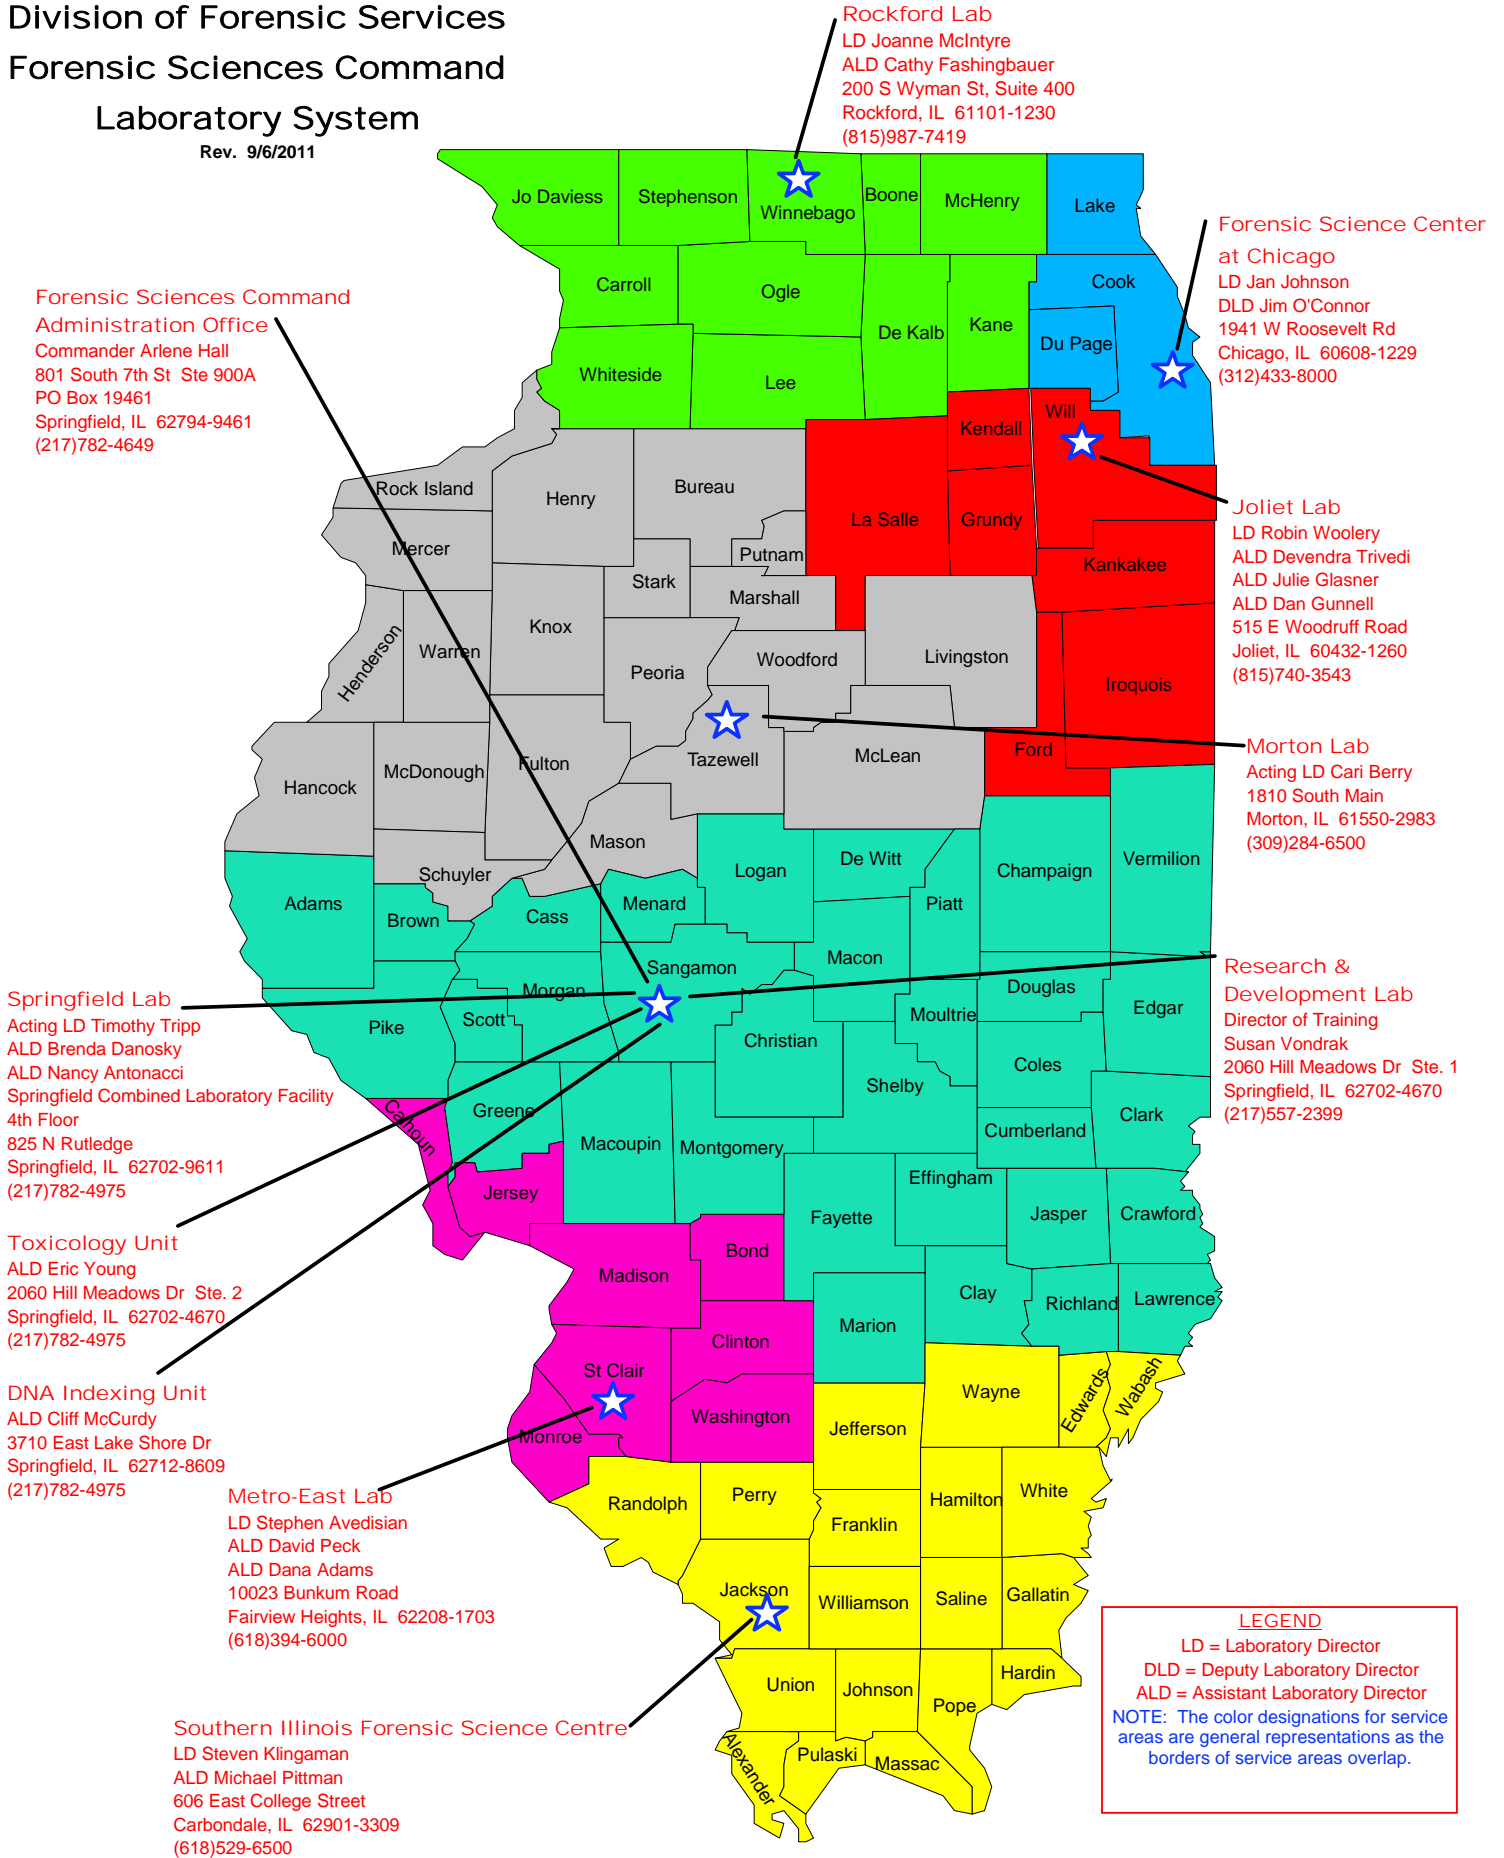 Division of Forensic Services
Forensic Sciences Command
Laboratory System
Rev. 9/6/2011
Rockford Lab
LD Joanne McIntyre
ALD Cathy Fashingbauer
200 S Wyman St, Suite 400
Rockford, IL 61101-1230
(815)987-7419
Forensic Science Center
at Chicago
LD Jan Johnson
DLD Jim O'Connor
1941 W Roosevelt Rd
Chicago, IL 60608-1229
(312)433-8000
Forensic Sciences Command
Administration Office
Commander Arlene Hall
801 South 7th St Ste 900A
PO Box 19461
Springfield, IL 62794-9461
(217)782-4649
Joliet Lab
LD Robin Woolery
ALD Devendra Trivedi
ALD Julie Glasner
ALD Dan Gunnell
515 E Woodruff Road
Joliet, IL 60432-1260
(815)740-3543
Morton Lab
Acting LD Cari Berry
1810 South Main
Morton, IL 61550-2983
(309)284-6500
Research &
Development Lab
Director of Training
Susan Vondrak
2060 Hill Meadows Dr Ste. 1
Springfield, IL 62702-4670
(217)557-2399
Springfield Lab
Acting LD Timothy Tripp
ALD Brenda Danosky
ALD Nancy Antonacci
Springfield Combined Laboratory Facility
4th Floor
825 N Rutledge
Springfield, IL 62702-9611
(217)782-4975
Toxicology Unit
ALD Eric Young
2060 Hill Meadows Dr Ste. 2
Springfield, IL 62702-4670
(217)782-4975
DNA Indexing Unit
ALD Cliff McCurdy
3710 East Lake Shore Dr
Springfield, IL 62712-8609
(217)782-4975
Metro-East Lab
LD Stephen Avedisian
ALD David Peck
ALD Dana Adams
10023 Bunkum Road
Fairview Heights, IL 62208-1703
(618)394-6000
Southern Illinois Forensic Science Centre
LD Steven Klingaman
ALD Michael Pittman
606 East College Street
Carbondale, IL 62901-3309
(618)529-6500
Jo Daviess
Stephenson
Winnebago
Boone
McHenry
Lake
Carroll
Ogle
De Kalb
Kane
Cook
Du Page
Whiteside
Lee
Kendall
Will
Rock Island
Henry
Bureau
La Salle
Grundy
Mercer
Putnam
Kankakee
Stark
Marshall
Henderson
Warren
Knox
Peoria
Woodford
Livingston
Iroquois
Hancock
McDonough
Fulton
Tazewell
McLean
Ford
Mason
Schuyler
Logan
De Witt
Champaign
Vermilion
Adams
Brown
Cass
Menard
Piatt
Sangamon
Macon
Morgan
Douglas
Edgar
Pike
Scott
Christian
Moultrie
Coles
Shelby
Calhoun
Greene
Macoupin
Montgomery
Cumberland
Clark
Jersey
Effingham
Fayette
Jasper
Crawford
Bond
Madison
Clay
Richland
Lawrence
Marion
Clinton
St Clair
Wayne
Edwards
Wabash
Washington
Jefferson
Monroe
Randolph
Perry
Hamilton
White
Franklin
Jackson
Williamson
Saline
Gallatin
Union
Johnson
Pope
Hardin
Alexander
Pulaski
Massac
LEGEND
LD = Laboratory Director
DLD = Deputy Laboratory Director
ALD = Assistant Laboratory Director
NOTE: The color designations for service
areas are general representations as the
borders of service areas overlap.